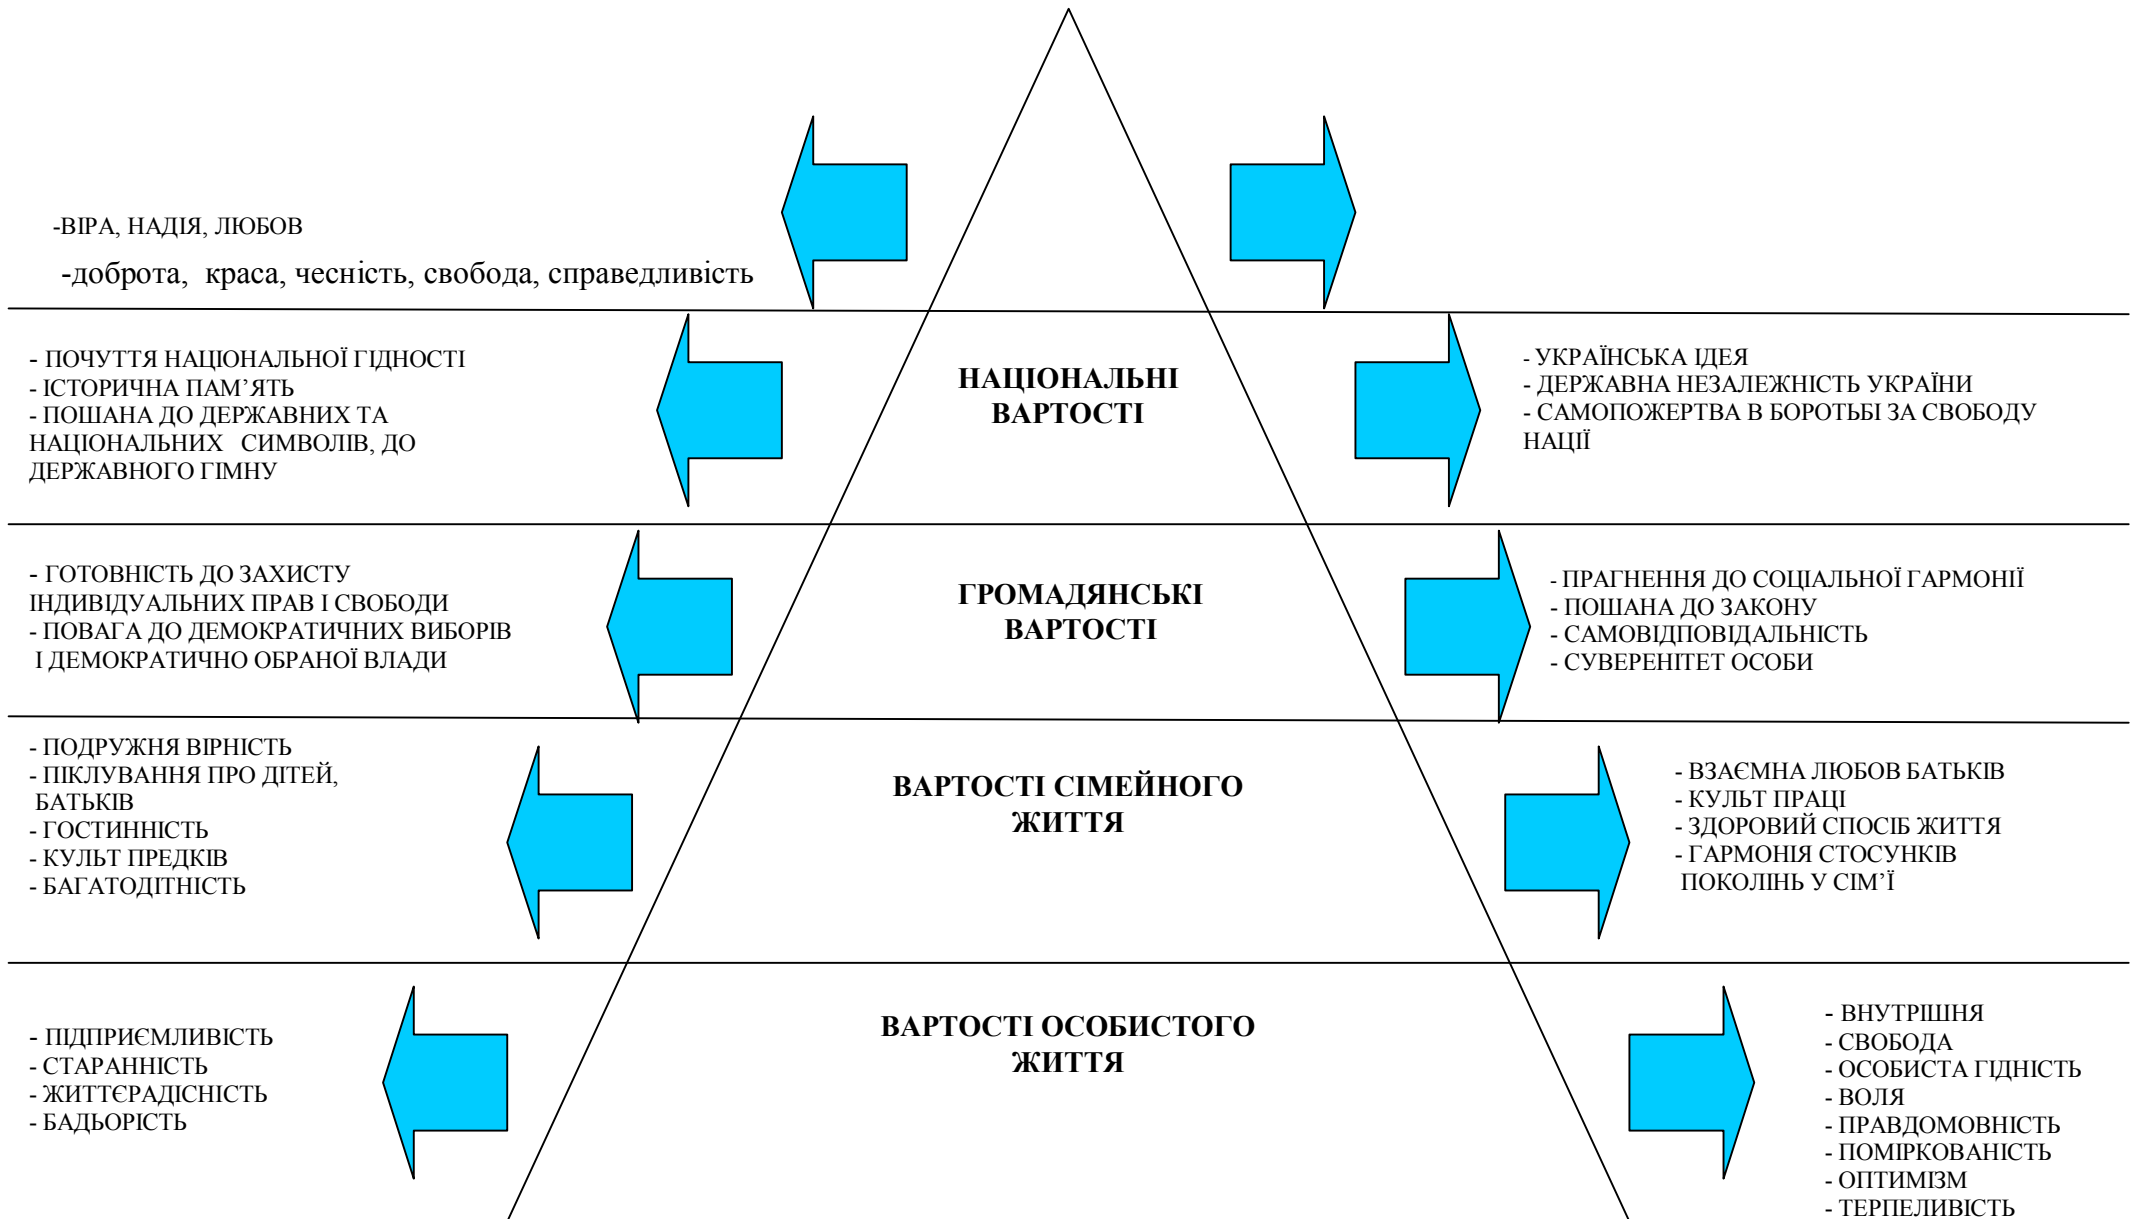 -ВІРА, НАДІЯ, ЛЮБОВ
-доброта, краса, чесність, свобода, справедливість
- ПОЧУТТЯ НАЦІОНАЛЬНОЇ ГІДНОСТІ
- ІСТОРИЧНА ПАМ’ЯТЬ
- ПОШАНА ДО ДЕРЖАВНИХ ТА
НАЦІОНАЛЬНИХ СИМВОЛІВ, ДО
ДЕРЖАВНОГО ГІМНУ
НАЦІОНАЛЬНІ
ВАРТОСТІ
- УКРАЇНСЬКА ІДЕЯ
- ДЕРЖАВНА НЕЗАЛЕЖНІСТЬ УКРАЇНИ
- САМОПОЖЕРТВА В БОРОТЬБІ ЗА СВОБОДУ
НАЦІЇ
- ГОТОВНІСТЬ ДО ЗАХИСТУ
ІНДИВІДУАЛЬНИХ ПРАВ І СВОБОДИ
- ПОВАГА ДО ДЕМОКРАТИЧНИХ ВИБОРІВ
І ДЕМОКРАТИЧНО ОБРАНОЇ ВЛАДИ
ГРОМАДЯНСЬКІ
ВАРТОСТІ
- ПРАГНЕННЯ ДО СОЦІАЛЬНОЇ ГАРМОНІЇ
- ПОШАНА ДО ЗАКОНУ
- САМОВІДПОВІДАЛЬНІСТЬ
- СУВЕРЕНІТЕТ ОСОБИ
- ПОДРУЖНЯ ВІРНІСТЬ
- ПІКЛУВАННЯ ПРО ДІТЕЙ,
БАТЬКІВ
- ГОСТИННІСТЬ
- КУЛЬТ ПРЕДКІВ
- БАГАТОДІТНІСТЬ
ВАРТОСТІ СІМЕЙНОГО
ЖИТТЯ
- ВЗАЄМНА ЛЮБОВ БАТЬКІВ
- КУЛЬТ ПРАЦІ
- ЗДОРОВИЙ СПОСІБ ЖИТТЯ
- ГАРМОНІЯ СТОСУНКІВ
ПОКОЛІНЬ У СІМ’Ї
- ПІДПРИЄМЛИВІСТЬ
- СТАРАННІСТЬ
- ЖИТТЄРАДІСНІСТЬ
- БАДЬОРІСТЬ
ВАРТОСТІ ОСОБИСТОГО
ЖИТТЯ
- ВНУТРІШНЯ
- СВОБОДА
- ОСОБИСТА ГІДНІСТЬ
- ВОЛЯ
- ПРАВДОМОВНІСТЬ
- ПОМІРКОВАНІСТЬ
- ОПТИМІЗМ
- ТЕРПЕЛИВІСТЬ